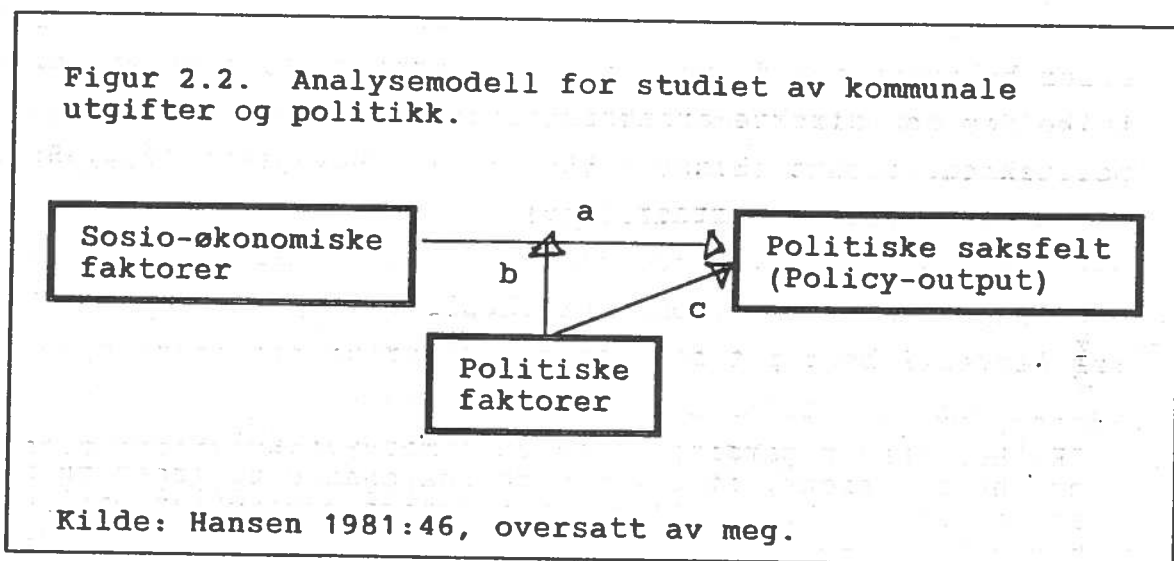 Figur 2.2. Analysemodell for studiet av kommunale
utgifter og politikk.
a
Sosio-økonomiske
faktorer
Politiske saksfelt
(Policy-output)
b
c
Politiske
faktorer
Kilde: Hansen 1981:46, oversatt av meg.